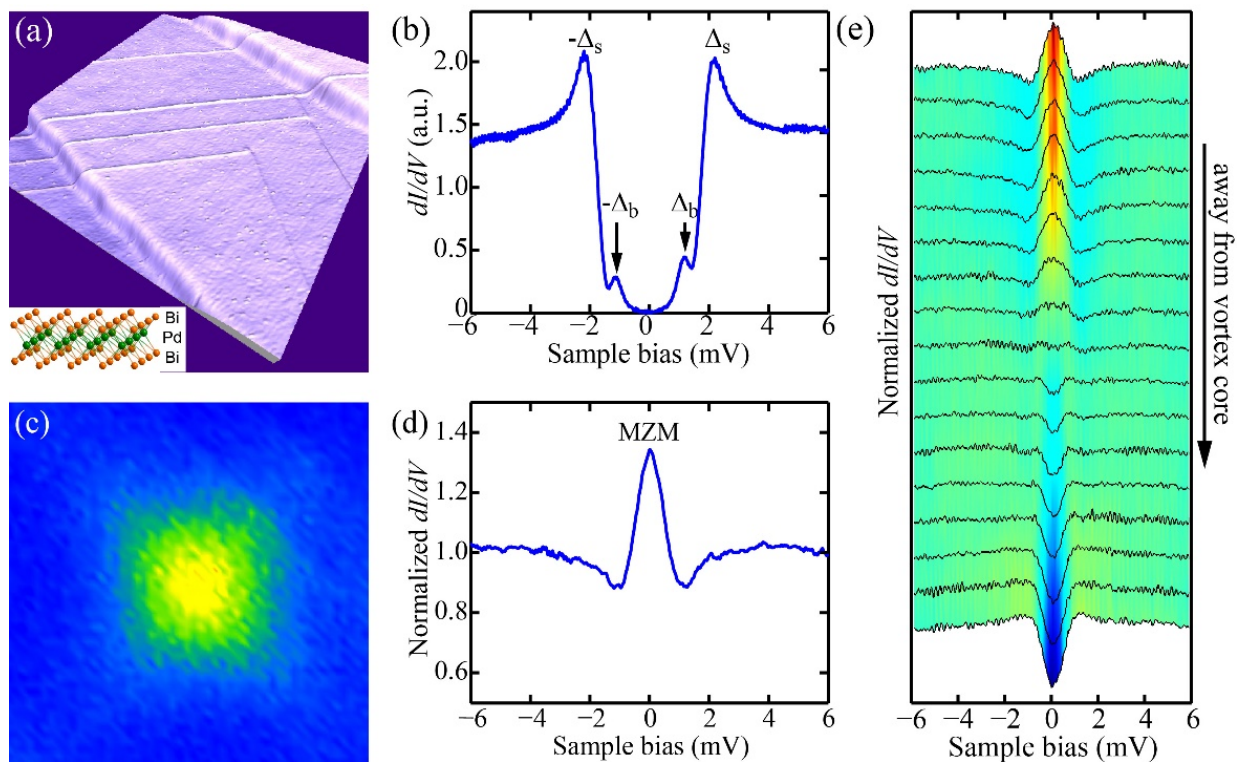 (a)
Bi
Pd
Bi
(b)
-Δs
Δs
-Δb
Δb
2.0
1.5
1.0
0.5
0
dI/dV (a.u.)
−6 −4 −2 0 2 4 6
Sample bias (mV)
(c)
(d)
MZM
1.4
1.2
1.0
0.8
0.6
Normalized dI/dV
−6 −4 −2 0 2 4 6
Sample bias (mV)
(e)
Normalized dI/dV
away from vortex core
−6 −4 −2 0 2 4 6
Sample bias (mV)